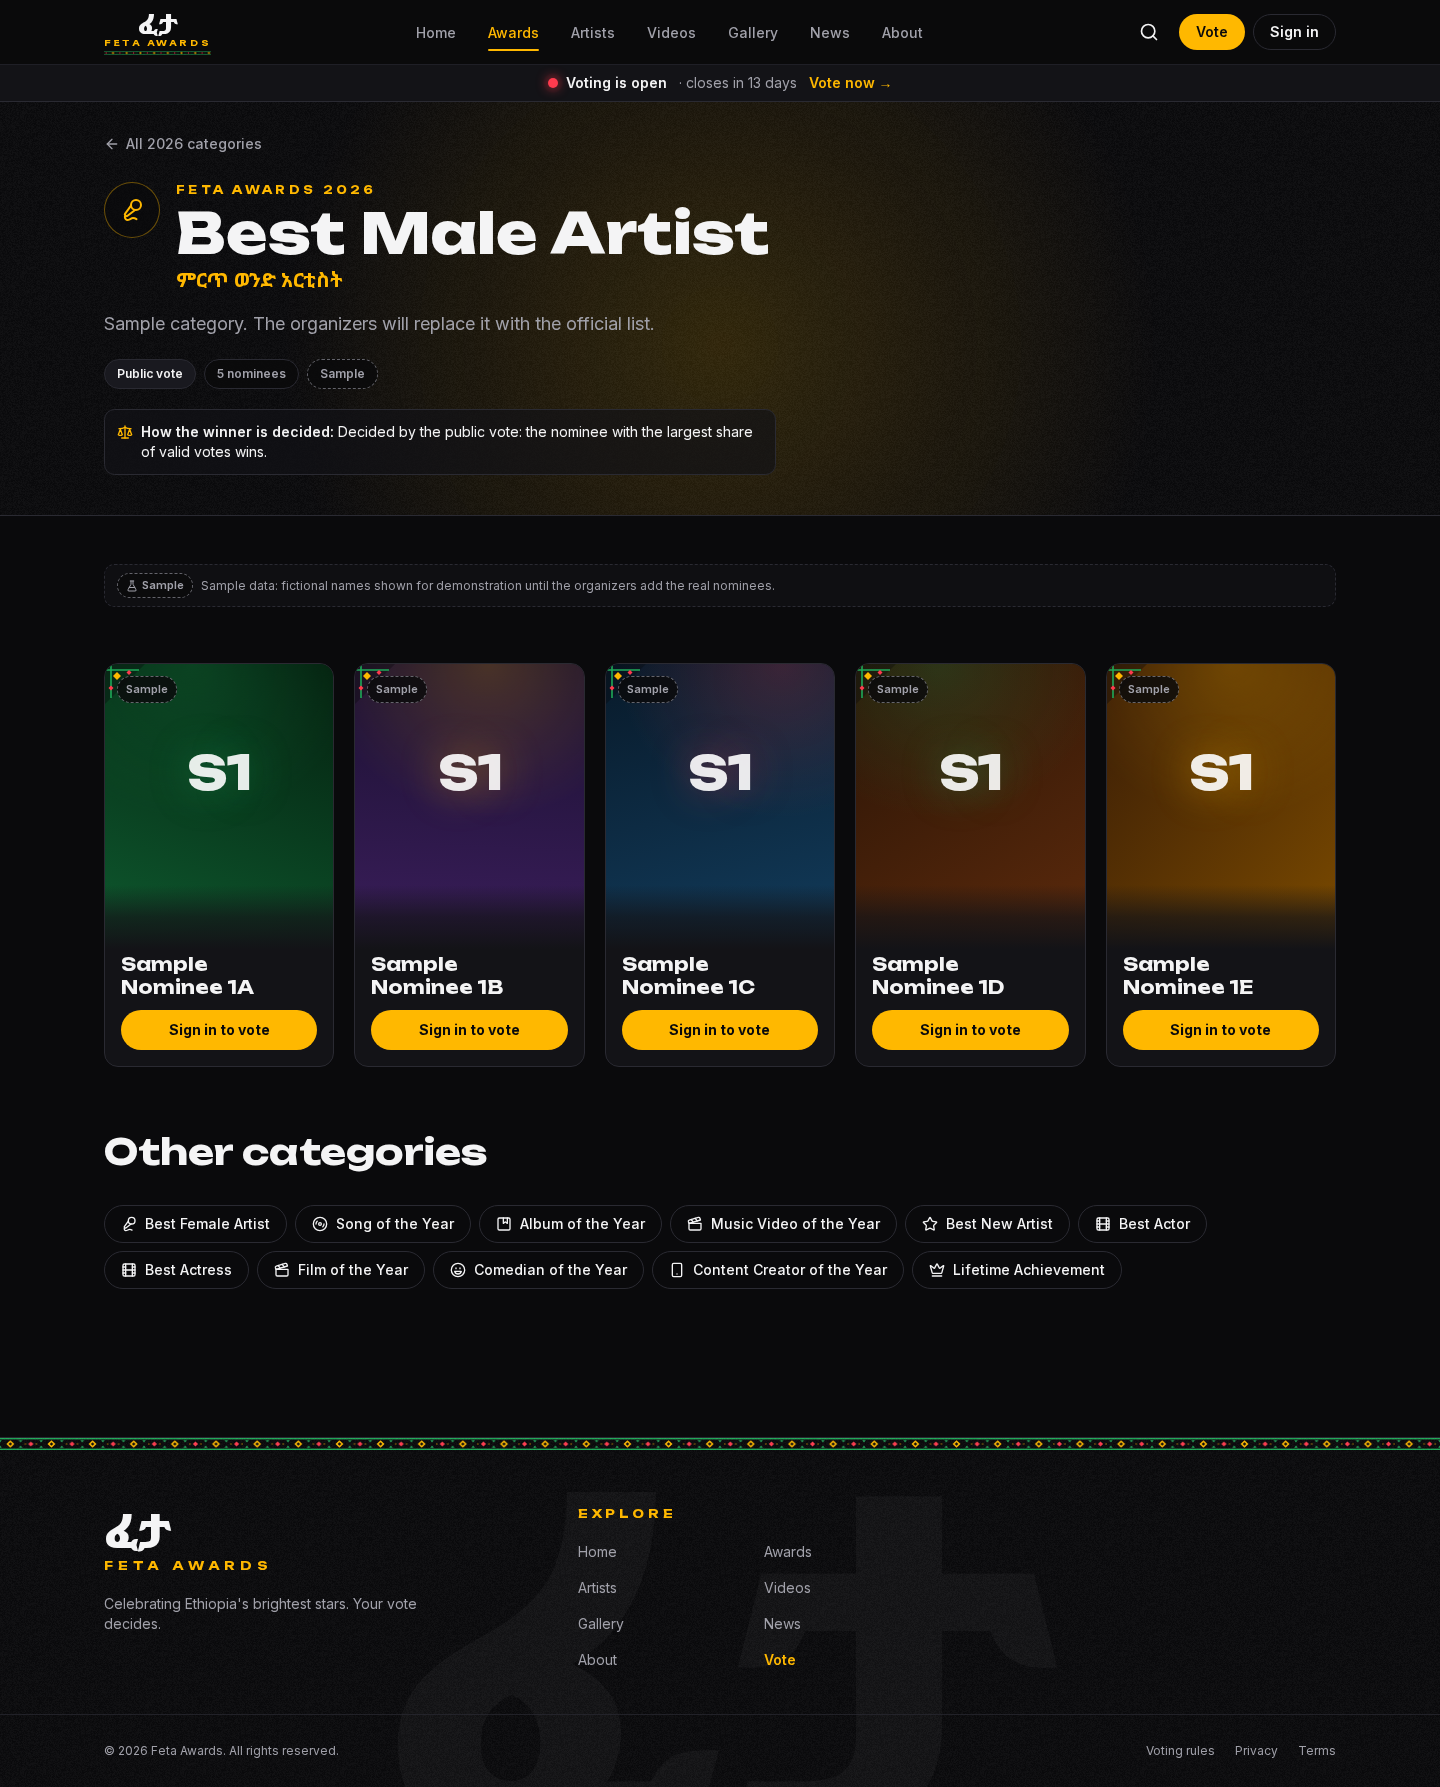 ፈታ
FETA AWARDS
Home
Awards
Artists
Videos
Gallery
News
About
Vote
Sign in
Voting is open · closes in 13 days Vote now →
All 2026 categories
FETA AWARDS 2026
Best Male Artist
ምርጥ ወንድ አርቲስት
Sample category. The organizers will replace it with the official list.
Public vote
5 nominees
Sample
How the winner is decided: Decided by the public vote: the nominee with the largest share
of valid votes wins.
Sample
Sample data: fictional names shown for demonstration until the organizers add the real nominees.
Sample
S1
Sample
Nominee 1A
Sign in to vote
Sample
S1
Sample
Nominee 1B
Sign in to vote
Sample
S1
Sample
Nominee 1C
Sign in to vote
Sample
S1
Sample
Nominee 1D
Sign in to vote
Sample
S1
Sample
Nominee 1E
Sign in to vote
Other categories
Best Female Artist
Song of the Year
Album of the Year
Music Video of the Year
Best New Artist
Best Actor
Best Actress
Film of the Year
Comedian of the Year
Content Creator of the Year
Lifetime Achievement
ፈታ
ፈታ
FETA AWARDS
Celebrating Ethiopia's brightest stars. Your vote
decides.
EXPLORE
Home
Awards
Artists
Videos
Gallery
News
About
Vote
© 2026 Feta Awards. All rights reserved.
Voting rules
Privacy
Terms